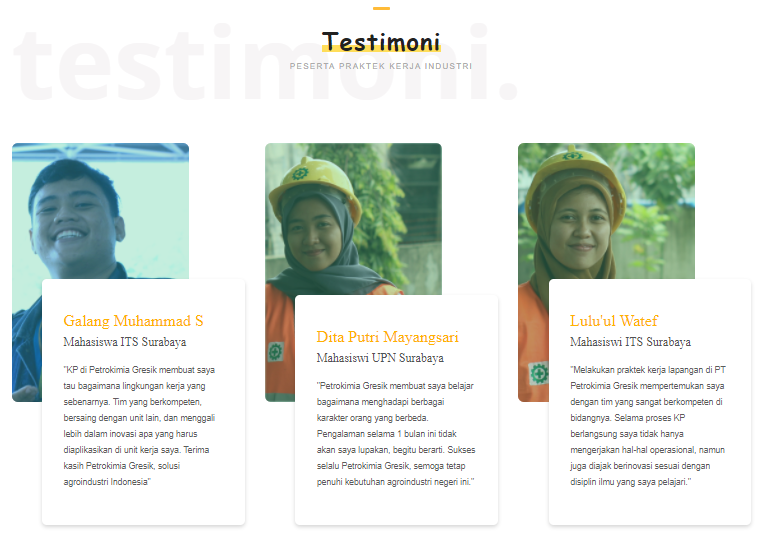 testimoni.
Testimoni
PESERTA PRAKTEK KERJA INDUSTRI
Galang Muhammad S
Mahasiswa ITS Surabaya
"KP di Petrokimia Gresik membuat saya
tau bagaimana lingkungan kerja yang
sebenarnya. Tim yang berkompeten,
bersaing dengan unit lain, dan menggali
lebih dalam inovasi apa yang harus
diaplikasikan di unit kerja saya. Terima
kasih Petrokimia Gresik, solusi
agroindustri Indonesia"
Dita Putri Mayangsari
Mahasiswi UPN Surabaya
"Petrokimia Gresik membuat saya belajar
bagaimana menghadapi berbagai
karakter orang yang berbeda.
Pengalaman selama 1 bulan ini tidak
akan saya lupakan, begitu berarti. Sukses
selalu Petrokimia Gresik, semoga tetap
penuhi kebutuhan agroindustri negeri ini."
Lulu'ul Watef
Mahasiswi ITS Surabaya
"Melakukan praktek kerja lapangan di PT
Petrokimia Gresik mempertemukan saya
dengan tim yang sangat berkompeten di
bidangnya. Selama proses KP
berlangsung saya tidak hanya
mengerjakan hal-hal operasional, namun
juga diajak berinovasi sesuai dengan
disiplin ilmu yang saya pelajari."